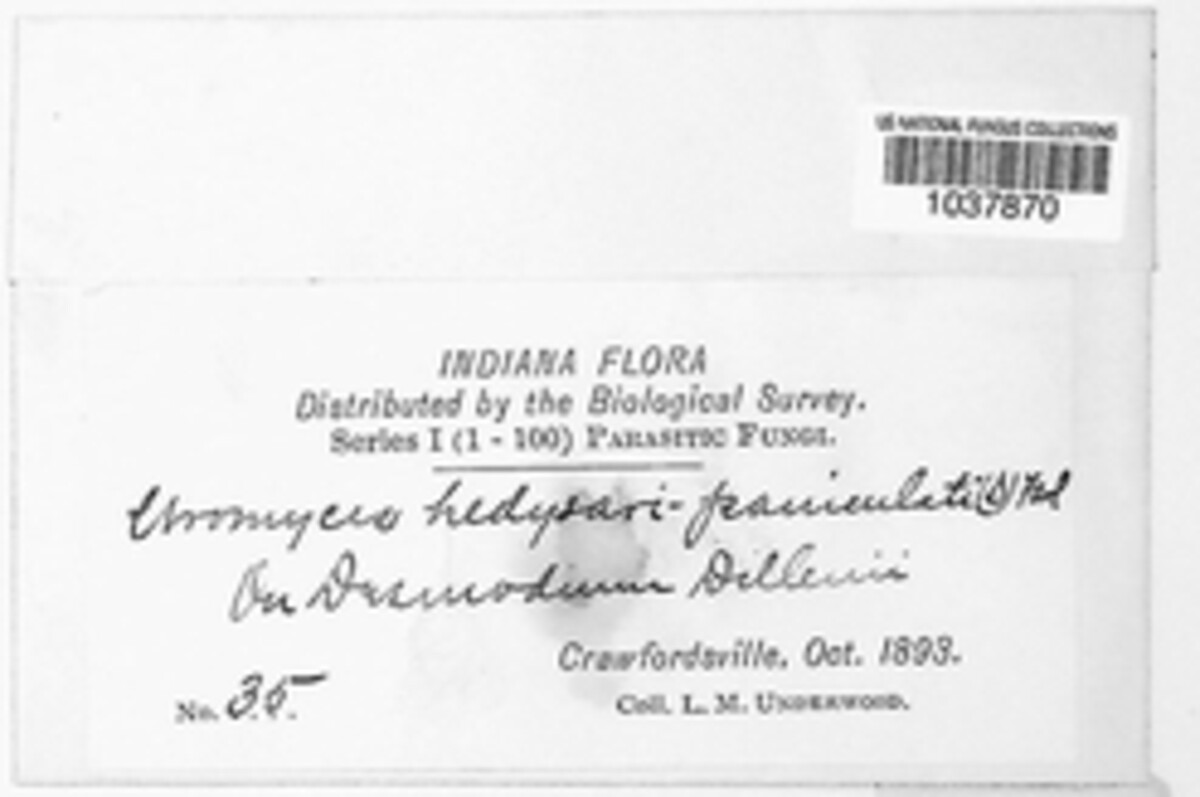 US NATIONAL FUNGUS COLLECTIONS
1037870
INDIANA FLORA
Distributed by the Biological Survey.
Series I (1 - 100) PARASITIC FUNGI.
Uromyces hedysari-paniculati (S)
On Desmodium Dillenii
Crawfordsville, Oct. 1893.
No. 35.
Coll. L. M. UNDERWOOD.